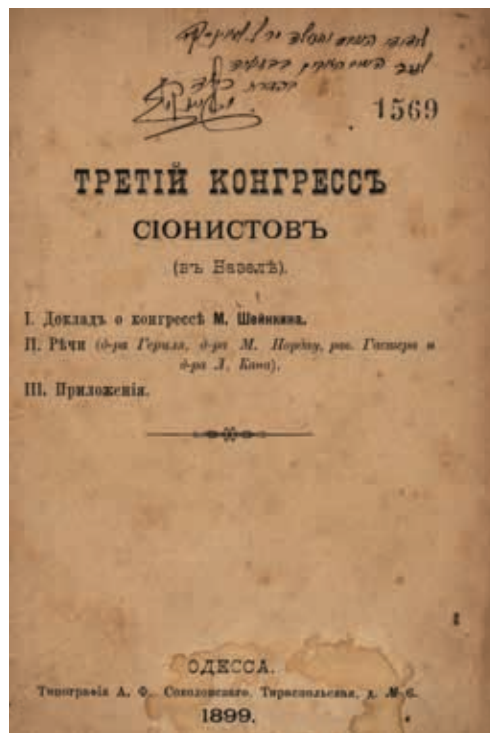 1569
ТРЕТІЙ КОНГРЕССЪ
СІОНИСТОВЪ
(въ Базелѣ).
I. Докладъ о конгрессѣ М. Шейнкина.
II. Рѣчи (д-ра Герцля, д-ра М. Нордау, рав. Гастера и
д-ра Л. Кана).
III. Приложенія.
ОДЕССА.
Типографія А. Ф. Соколовскаго. Тираспольская, д. № 6.
1899.